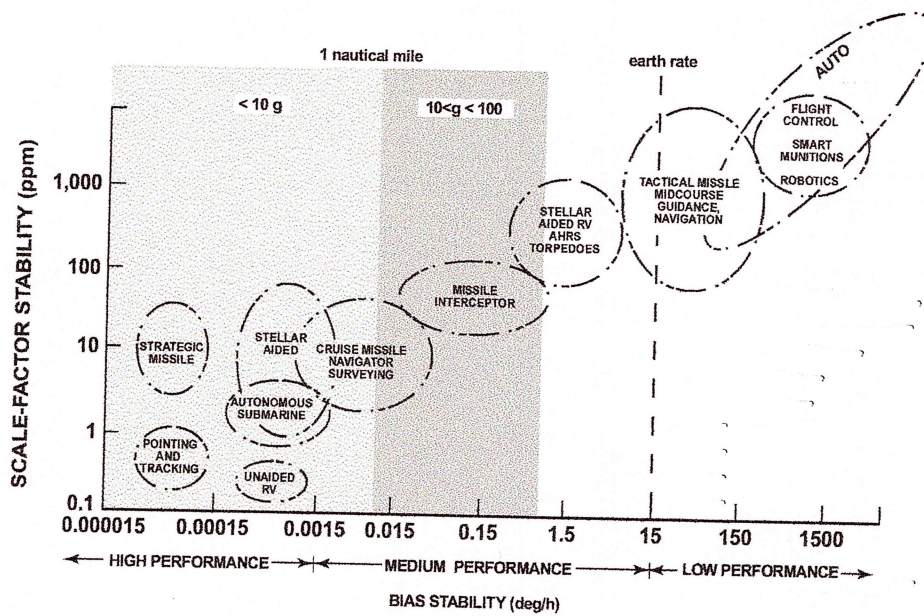 1 nautical mile
earth rate
< 10 g
10<g < 100
AUTO
FLIGHT
CONTROL
SMART
MUNITIONS
ROBOTICS
SCALE-FACTOR STABILITY (ppm)
1,000
100
10
1
0.1
TACTICAL MISSLE
MIDCOURSE
GUIDANCE,
NAVIGATION
STELLAR
AIDED RV
AHRS
TORPEDOES
MISSILE
INTERCEPTOR
STRATEGIC
MISSILE
STELLAR
AIDED
CRUISE MISSILE
NAVIGATOR
SURVEYING
AUTONOMOUS
SUBMARINE
POINTING
AND
TRACKING
UNAIDED
RV
0.000015 0.00015 0.0015 0.015 0.15 1.5 15 150 1500
HIGH PERFORMANCE MEDIUM PERFORMANCE LOW PERFORMANCE
BIAS STABILITY (deg/h)